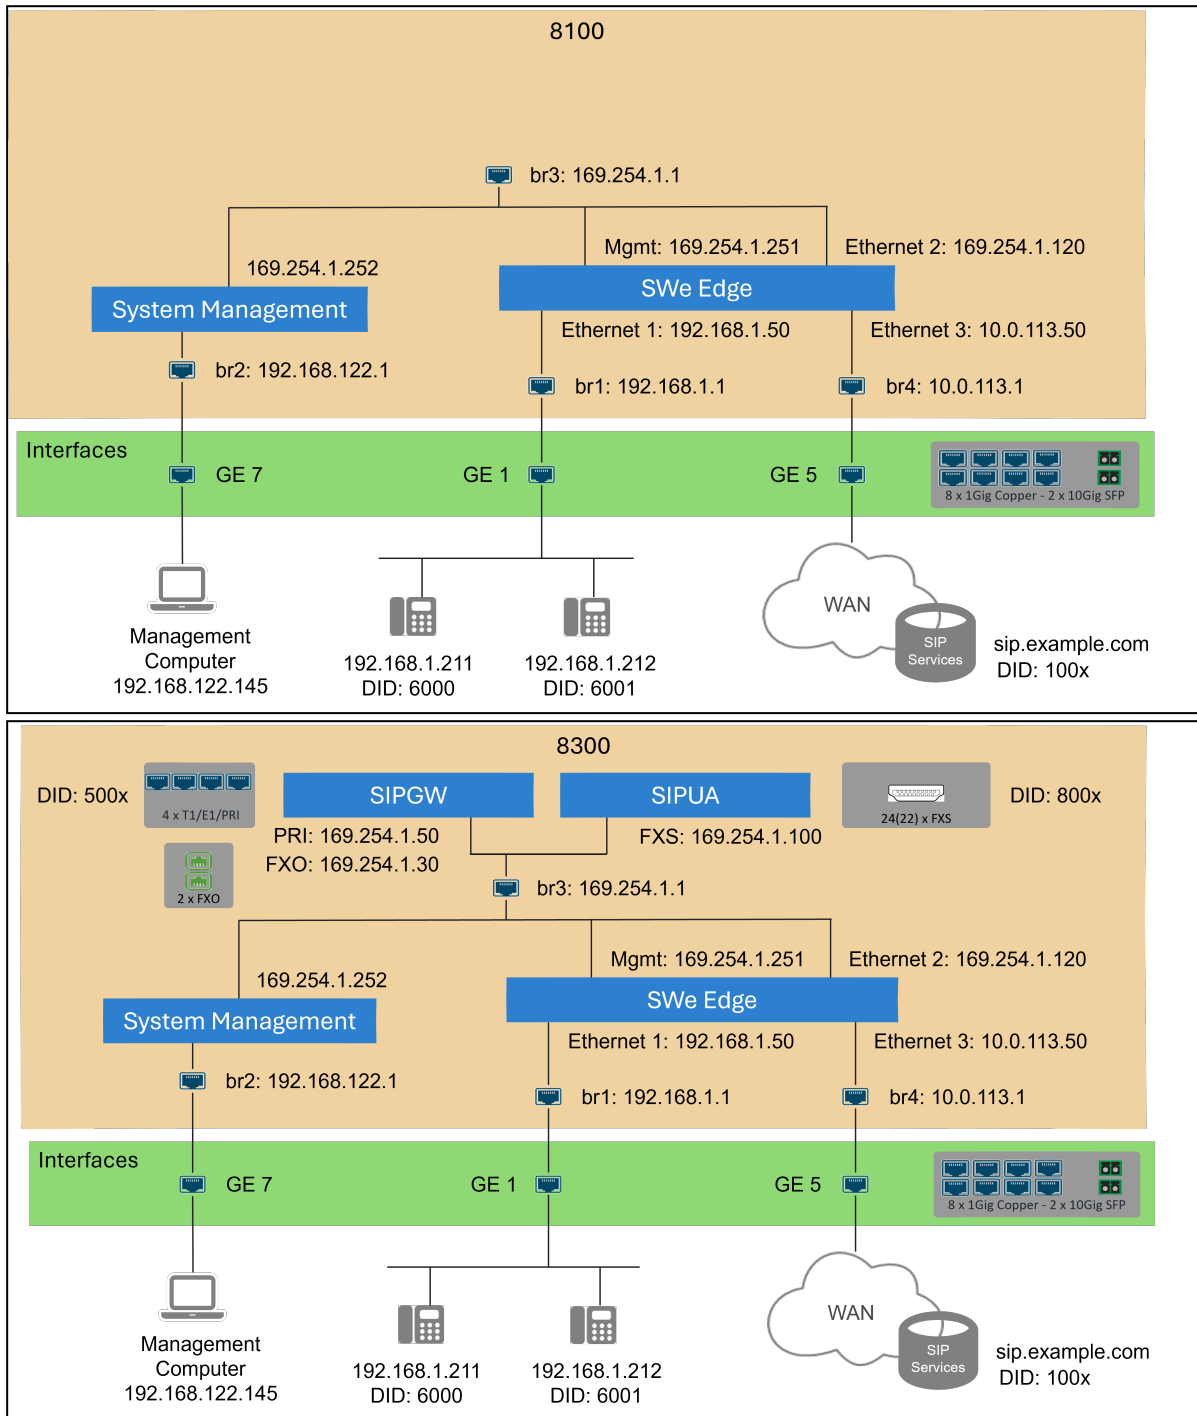 8100
br3: 169.254.1.1
Mgmt: 169.254.1.251
Ethernet 2: 169.254.1.120
169.254.1.252
System Management
SWe Edge
Ethernet 1: 192.168.1.50
Ethernet 3: 10.0.113.50
br2: 192.168.122.1
br1: 192.168.1.1
br4: 10.0.113.1
Interfaces
GE 7
GE 1
GE 5
8 x 1Gig Copper - 2 x 10Gig SFP
Management
Computer
192.168.122.145
192.168.1.211
DID: 6000
192.168.1.212
DID: 6001
WAN
SIP
Services
sip.example.com
DID: 100x
8300
DID: 500x
4 x T1/E1/PRI
SIPGW
SIPUA
24(22) x FXS
DID: 800x
PRI: 169.254.1.50
FXO: 169.254.1.30
FXS: 169.254.1.100
2 x FXO
br3: 169.254.1.1
Mgmt: 169.254.1.251
Ethernet 2: 169.254.1.120
169.254.1.252
System Management
SWe Edge
Ethernet 1: 192.168.1.50
Ethernet 3: 10.0.113.50
br2: 192.168.122.1
br1: 192.168.1.1
br4: 10.0.113.1
Interfaces
GE 7
GE 1
GE 5
8 x 1Gig Copper - 2 x 10Gig SFP
Management
Computer
192.168.122.145
192.168.1.211
DID: 6000
192.168.1.212
DID: 6001
WAN
SIP
Services
sip.example.com
DID: 100x